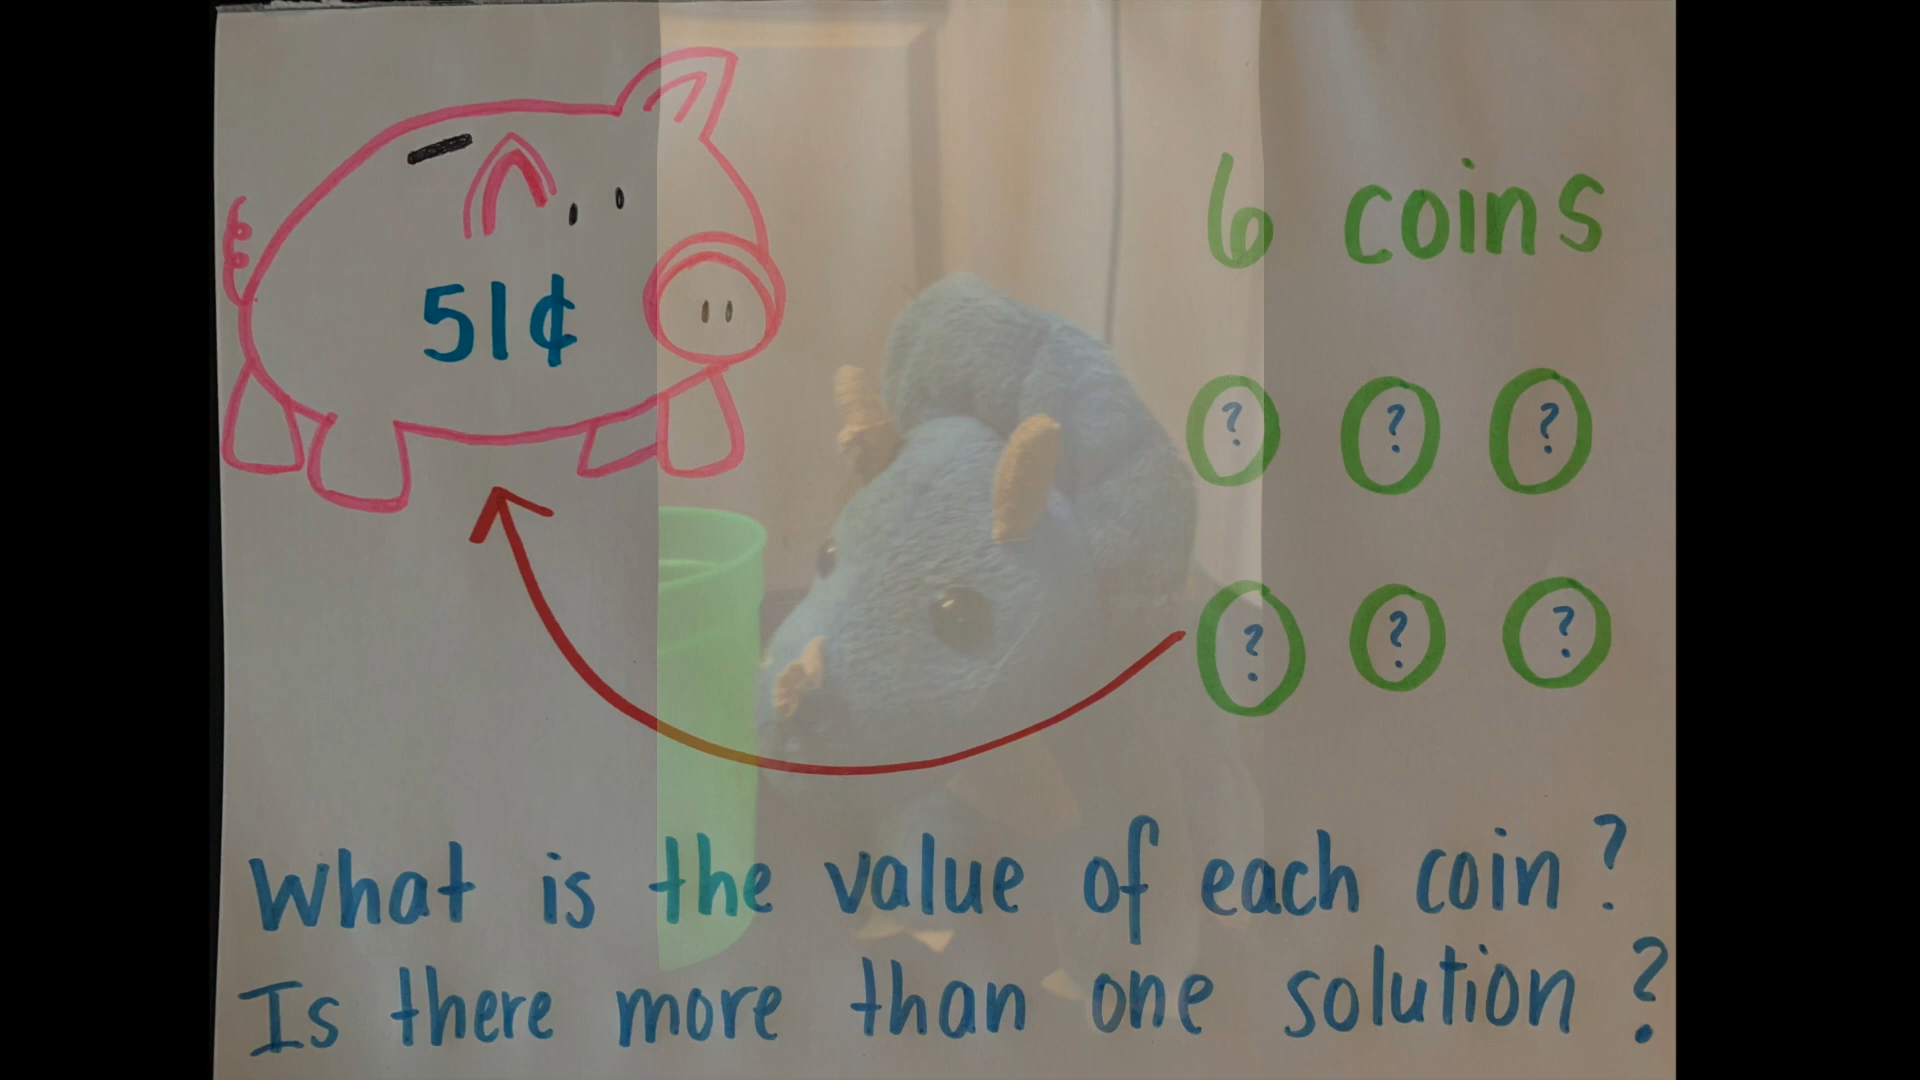 6 coins
51¢
? ? ?
? ? ?
What is the value of each coin?
Is there more than one solution?